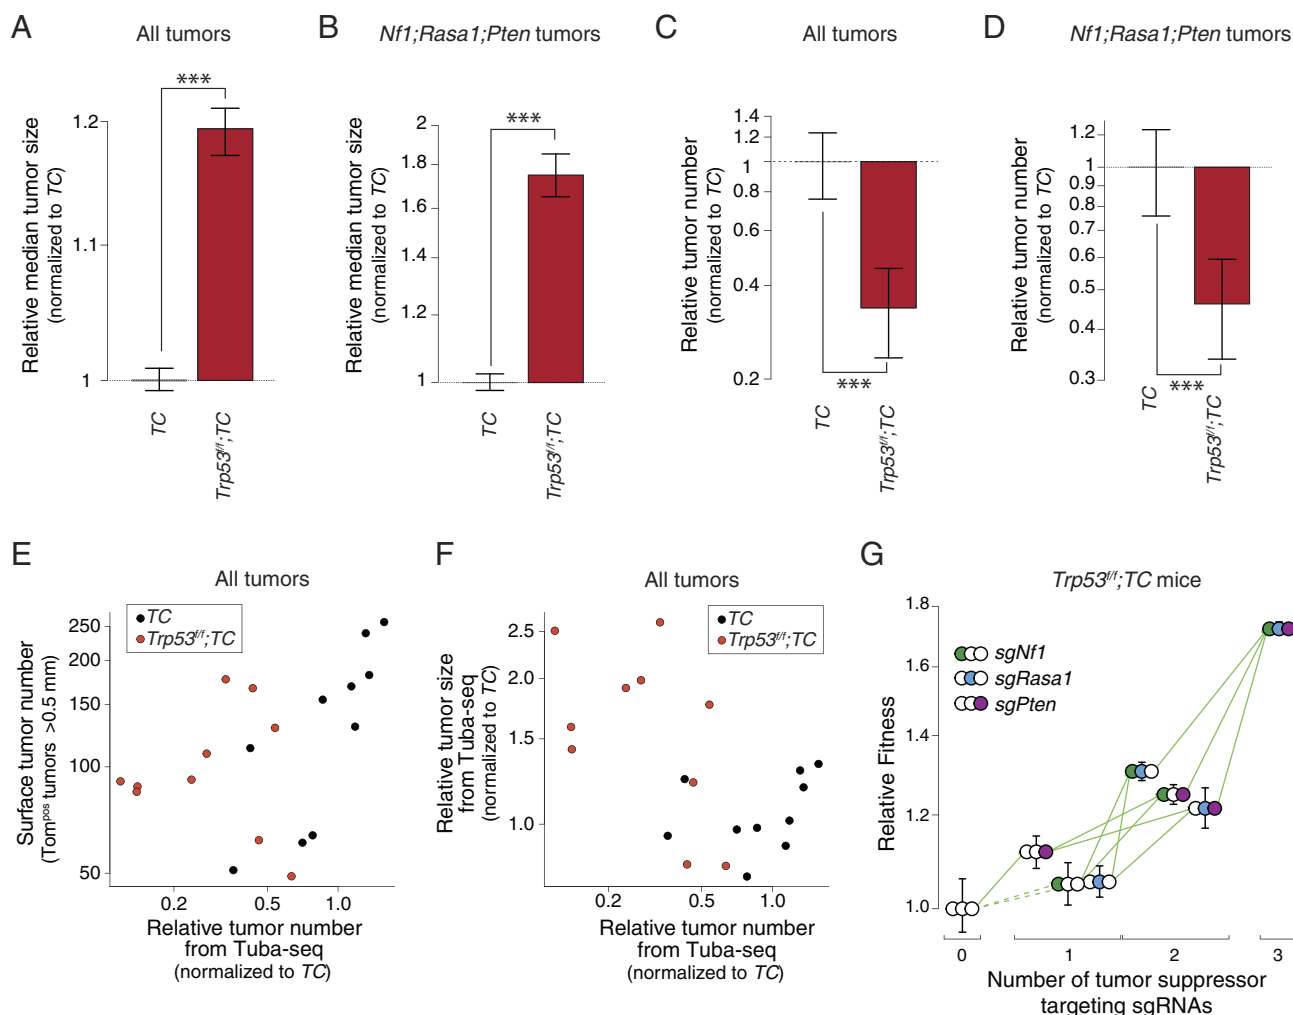 A
All tumors
Relative median tumor size
(normalized to TC)
1.2
1.1
1
***
TC
Trp53f/f;TC
B
Nf1;Rasa1;Pten tumors
Relative median tumor size
(normalized to TC)
2
1.8
1.6
1.4
1.2
1
***
TC
Trp53f/f;TC
C
All tumors
Relative tumor number
(normalized to TC)
1.4
1.2
1
0.8
0.6
0.4
0.2
***
TC
Trp53f/f;TC
D
Nf1;Rasa1;Pten tumors
Relative tumor number
(normalized to TC)
1.2
1
0.9
0.8
0.7
0.6
0.5
0.4
0.3
***
TC
Trp53f/f;TC
E
All tumors
TC
Trp53f/f;TC
Surface tumor number
(Tompos tumors >0.5 mm)
250
200
150
100
50
0.2 0.5 1.0
Relative tumor number
from Tuba-seq
(normalized to TC)
F
All tumors
TC
Trp53f/f;TC
Relative tumor size
from Tuba-seq
(normalized to TC)
2.5
2.0
1.5
1.0
0.2 0.5 1.0
Relative tumor number
from Tuba-seq
(normalized to TC)
G
Trp53f/f;TC mice
sgNf1
sgRasa1
sgPten
Relative Fitness
1.8
1.6
1.4
1.2
1.0
0 1 2 3
Number of tumor suppressor
targeting sgRNAs